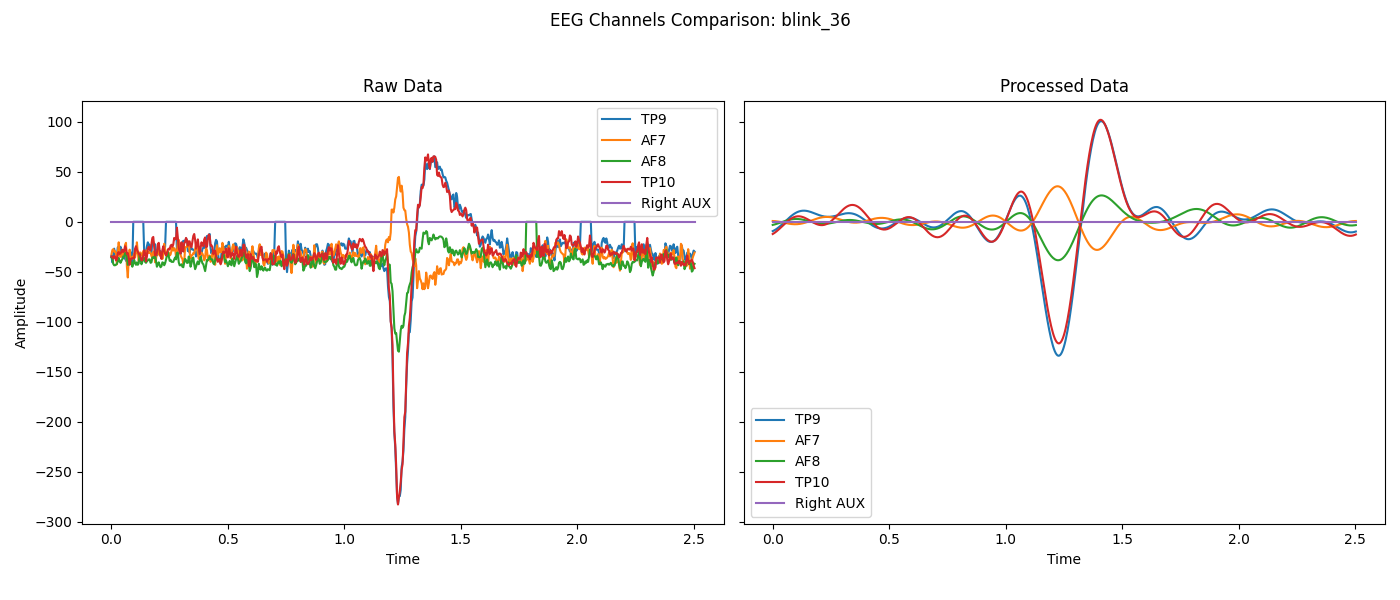 EEG Channels Comparison: blink_36
Raw Data
Amplitude
100
50
0
−50
−100
−150
−200
−250
−300
TP9
AF7
AF8
TP10
Right AUX
0.0 0.5 1.0 1.5 2.0 2.5
Time
Processed Data
TP9
AF7
AF8
TP10
Right AUX
0.0 0.5 1.0 1.5 2.0 2.5
Time